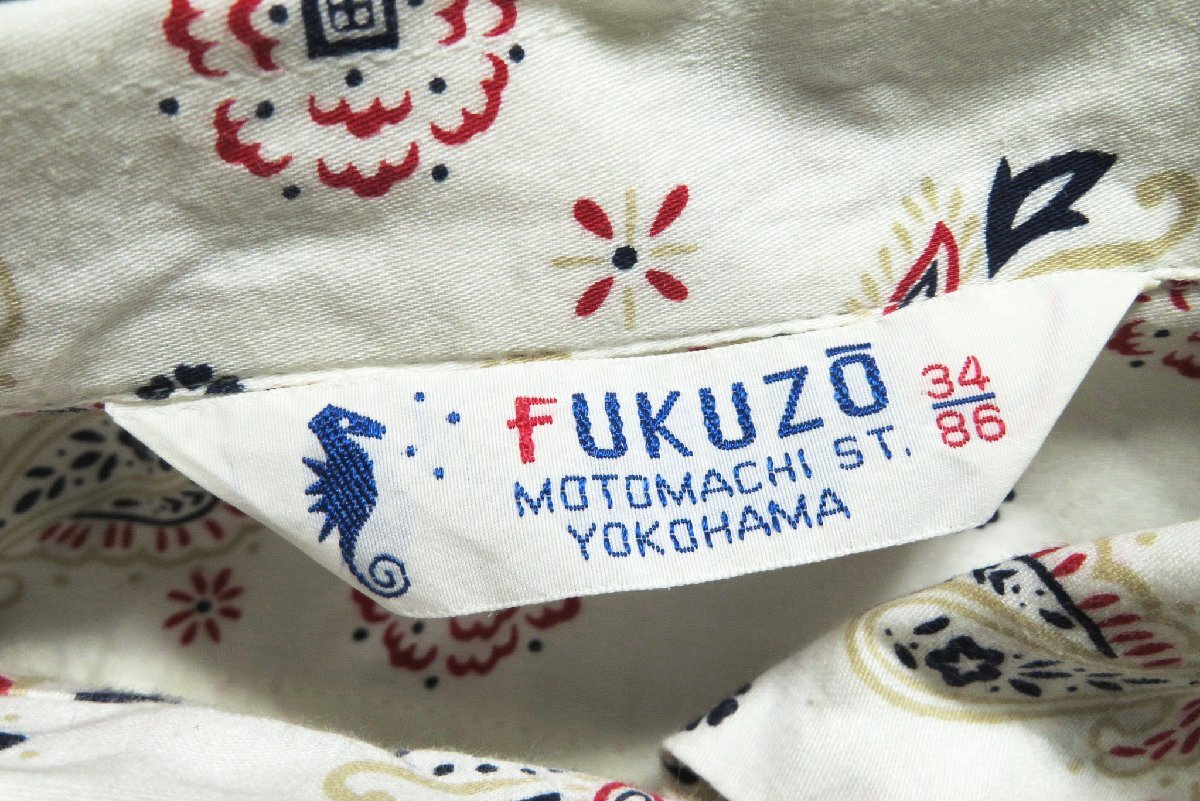 FUKUZŌ
MOTOMACHI ST.
YOKOHAMA
34
86